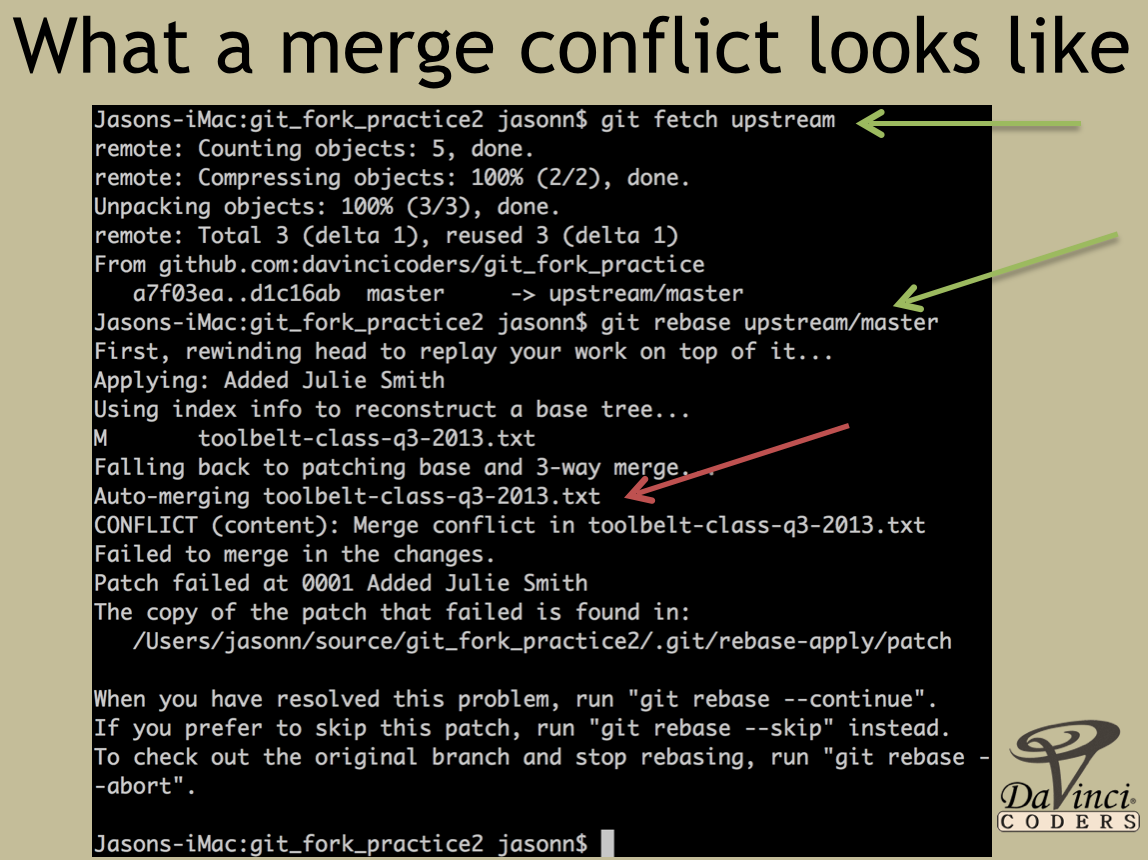 What a merge conflict looks like
Jasons-iMac:git_fork_practice2 jasonn$ git fetch upstream
remote: Counting objects: 5, done.
remote: Compressing objects: 100% (2/2), done.
Unpacking objects: 100% (3/3), done.
remote: Total 3 (delta 1), reused 3 (delta 1)
From github.com:davincicoders/git_fork_practice
   a7f03ea..d1c16ab  master     -> upstream/master
Jasons-iMac:git_fork_practice2 jasonn$ git rebase upstream/master
First, rewinding head to replay your work on top of it...
Applying: Added Julie Smith
Using index info to reconstruct a base tree...
M       toolbelt-class-q3-2013.txt
Falling back to patching base and 3-way merge...
Auto-merging toolbelt-class-q3-2013.txt
CONFLICT (content): Merge conflict in toolbelt-class-q3-2013.txt
Failed to merge in the changes.
Patch failed at 0001 Added Julie Smith
The copy of the patch that failed is found in:
   /Users/jasonn/source/git_fork_practice2/.git/rebase-apply/patch
When you have resolved this problem, run "git rebase --continue".
If you prefer to skip this patch, run "git rebase --skip" instead.
To check out the original branch and stop rebasing, run "git rebase -
-abort".
Jasons-iMac:git_fork_practice2 jasonn$
DaVinci
CODERS